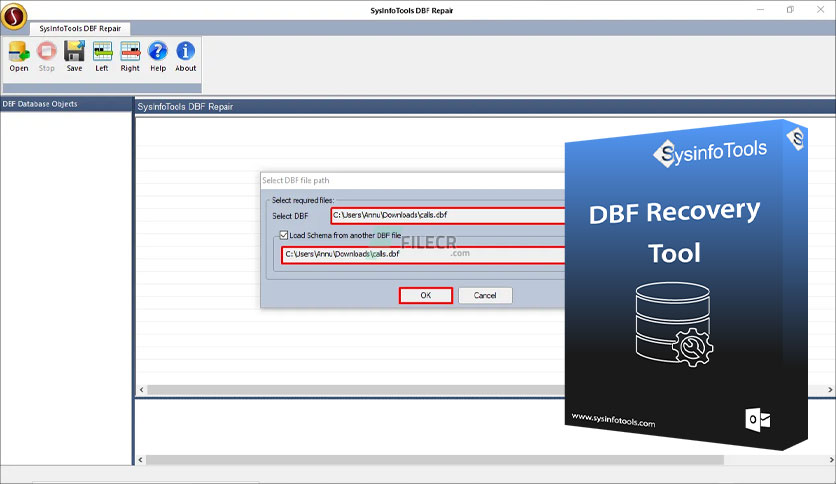 SysInfoTools DBF Repair
SysInfoTools DBF Repair
Open Stop Save Left Right Help About
DBF Database Objects
SysInfoTools DBF Repair
Select DBF file path
Select requred files:
Select DBF
C:\Users\Annu\Downloads\calls.dbf
Load Schema from another DBF file
C:\Users\Annu\Downloads\calls.dbf
FILECR
.com
OK Cancel
S
SysinfoTools
DBF Recovery
Tool
www.sysinfotools.com